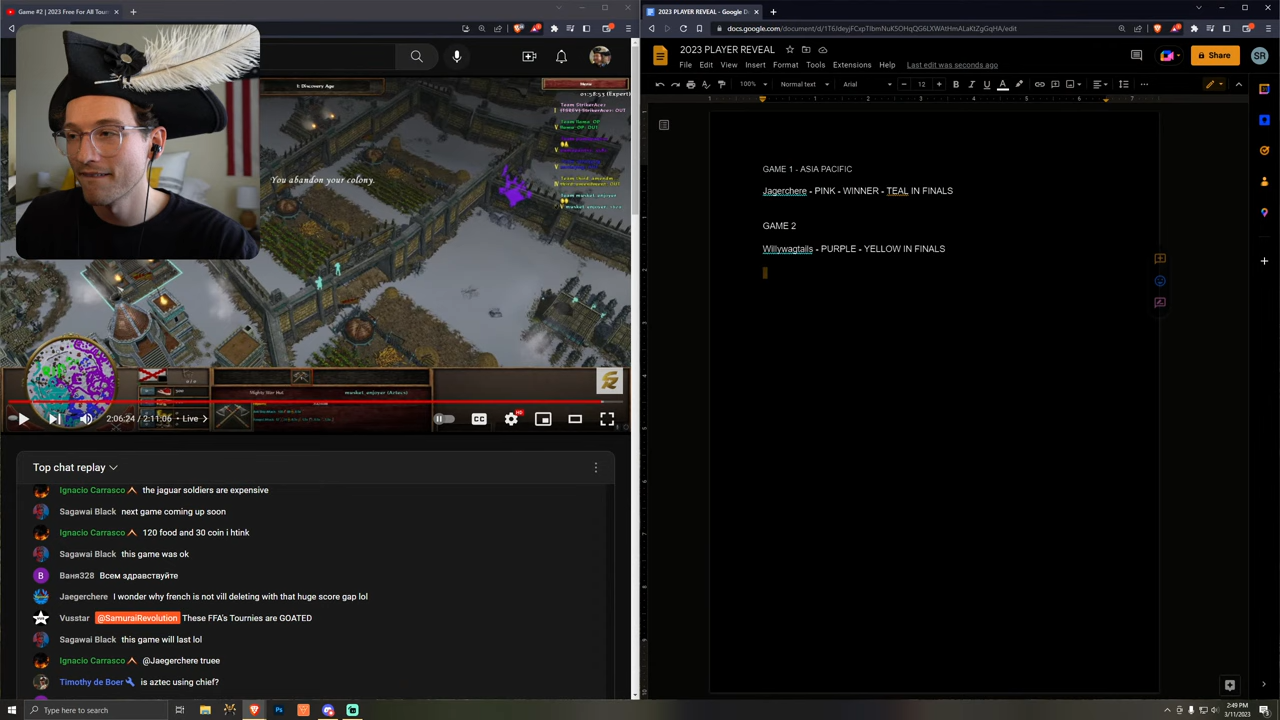 Game #2 | 2023 Free For All Tour
I: Discovery Age
You abandon your colony.
market_enjoyer (Aztecs)
2:06:24 / 2:11:06 • Live
Top chat replay
Ignacio Carrasco the jaguar soldiers are expensive
Sagawai Black next game coming up soon
Ignacio Carrasco 120 food and 30 coin i htink
Sagawai Black this game was ok
B Ваня328 Всем здравствуйте
Jaegerchere I wonder why french is not vill deleting with that huge score gap lol
Vusstar @SamuraiRevolution These FFA's Tournies are GOATED
Sagawai Black this game will last lol
Ignacio Carrasco @Jaegerchere truee
Timothy de Boer is aztec using chief?
2023 PLAYER REVEAL - Google D
2023 PLAYER REVEAL
File Edit View Insert Format Tools Extensions Help Last edit was seconds ago
Share
SR
100% Normal text Arial 12
GAME 1 - ASIA PACIFIC
Jagerchere - PINK - WINNER - TEAL IN FINALS
GAME 2
Willywagtails - PURPLE - YELLOW IN FINALS
Type here to search
2:49 PM
3/11/2023